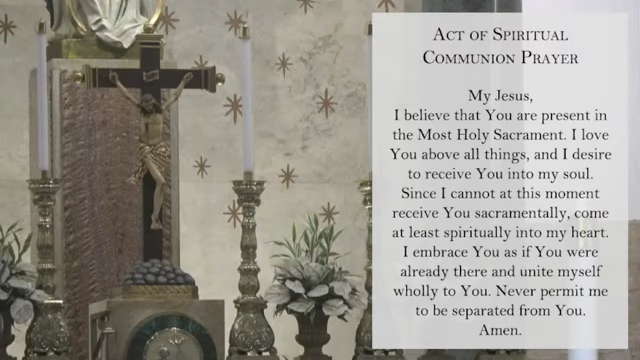 Act of Spiritual
Communion Prayer
My Jesus,
I believe that You are present in
the Most Holy Sacrament. I love
You above all things, and I desire
to receive You into my soul.
Since I cannot at this moment
receive You sacramentally, come
at least spiritually into my heart.
I embrace You as if You were
already there and unite myself
wholly to You. Never permit me
to be separated from You.
Amen.